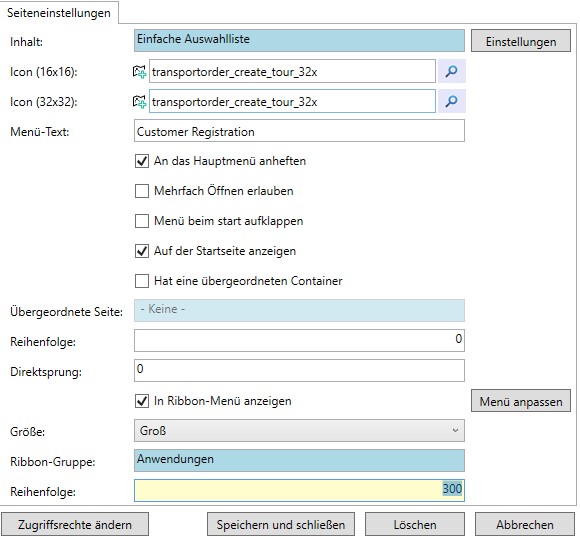 Seiteneinstellungen
Inhalt: Einfache Auswahlliste Einstellungen
Icon (16x16): transportorder_create_tour_32x
Icon (32x32): transportorder_create_tour_32x
Menü-Text: Customer Registration
An das Hauptmenü anheften
Mehrfach Öffnen erlauben
Menü beim start aufklappen
Auf der Startseite anzeigen
Hat eine übergeordneten Container
Übergeordnete Seite: - Keine -
Reihenfolge: 0
Direktsprung: 0
In Ribbon-Menü anzeigen Menü anpassen
Größe: Groß
Ribbon-Gruppe: Anwendungen
Reihenfolge: 300
Zugriffsrechte ändern Speichern und schließen Löschen Abbrechen